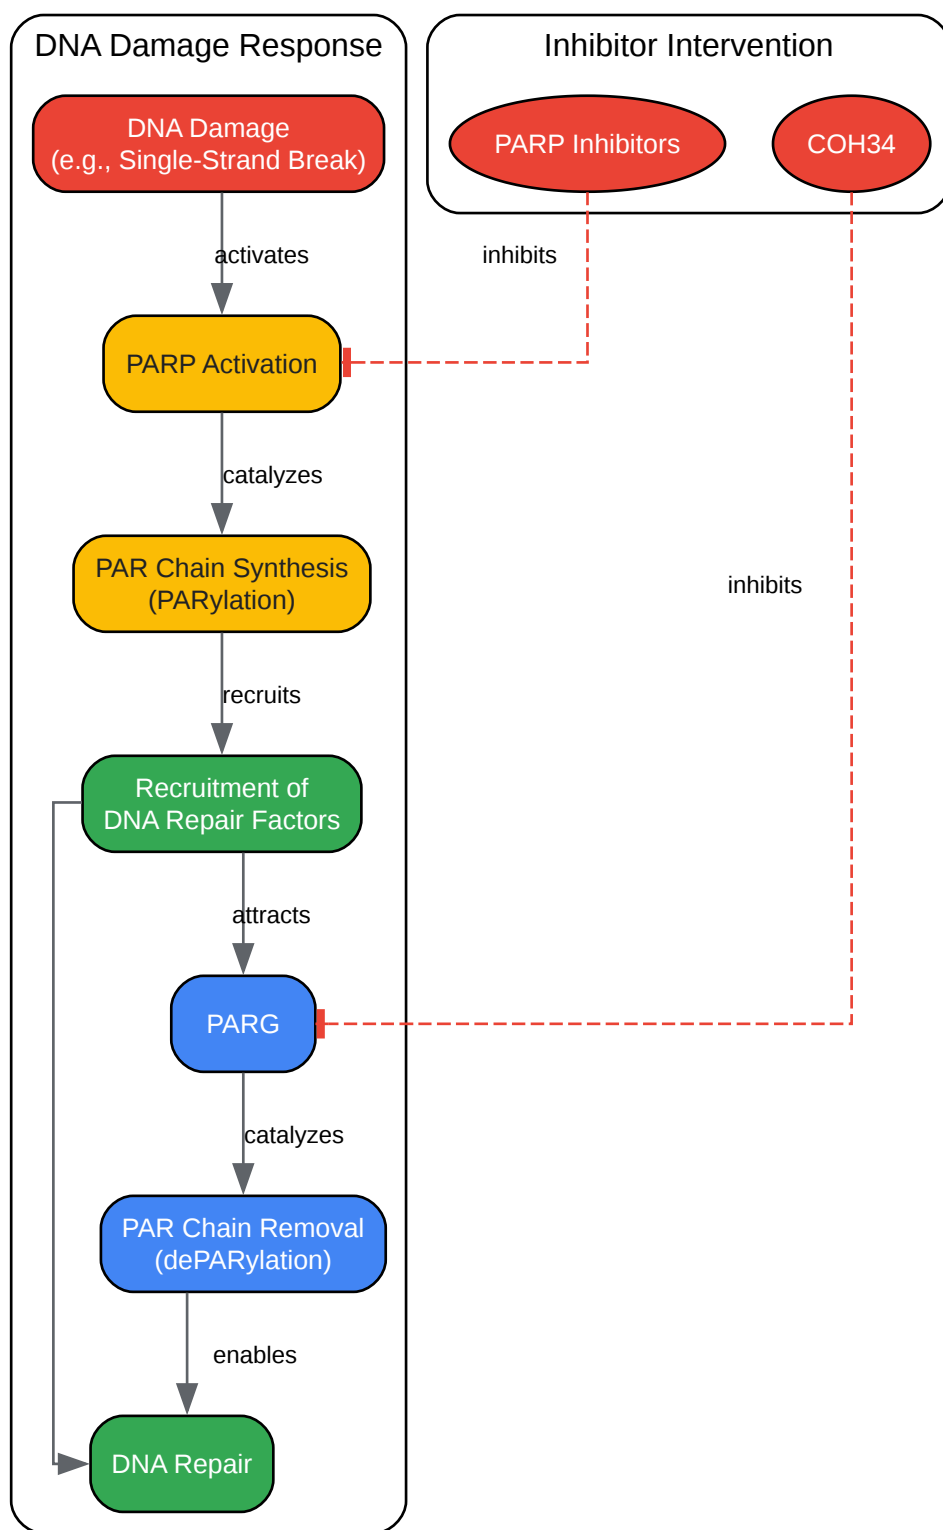 DNA Damage Response
Inhibitor Intervention
DNA Damage
(e.g., Single-Strand Break)
PARP Inhibitors
COH34
activates
inhibits
PARP Activation
catalyzes
PAR Chain Synthesis
(PARylation)
inhibits
recruits
Recruitment of
DNA Repair Factors
attracts
PARG
catalyzes
PAR Chain Removal
(dePARylation)
enables
DNA Repair